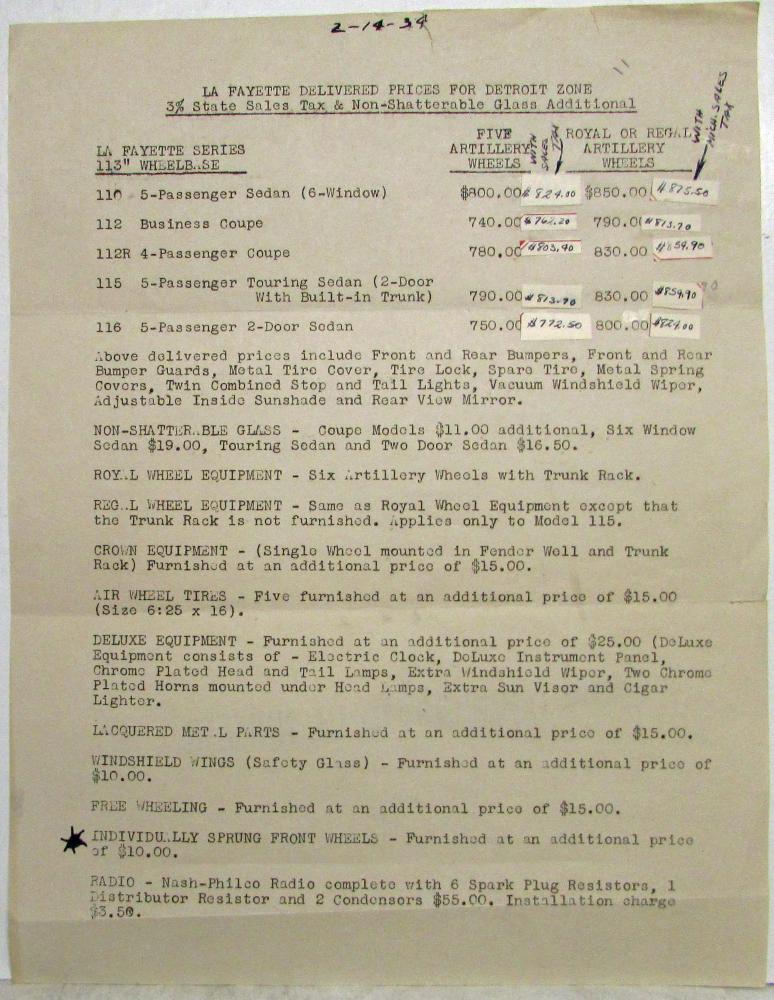 2-14-34
LA FAYETTE DELIVERED PRICES FOR DETROIT ZONE
3% State Sales Tax & Non-Shatterable Glass Additional
FIVE ARTILLERY WHEELS WITH SALES TAX ROYAL OR REGAL ARTILLERY WHEELS WITH MICH. SALES TAX
LA FAYETTE SERIES
113" WHEELBASE
110 5-Passenger Sedan (6-Window) $800.00 $824.00 $850.00 $875.50
112 Business Coupe 740.00 $762.20 790.0 $813.70
112R 4-Passenger Coupe 780.00 $803.40 830.00 $854.90
115 5-Passenger Touring Sedan (2-Door
With Built-in Trunk) 790.00 $813.70 830.00 $854.90
116 5-Passenger 2-Door Sedan 750.00 $772.50 800.00 $824.00
Above delivered prices include Front and Rear Bumpers, Front and Rear
Bumper Guards, Metal Tire Cover, Tire Lock, Spare Tire, Metal Spring
Covers, Twin Combined Stop and Tail Lights, Vacuum Windshield Wiper,
Adjustable Inside Sunshade and Rear View Mirror.
NON-SHATTERABLE GLASS - Coupe Models $11.00 additional, Six Window
Sedan $19.00, Touring Sedan and Two Door Sedan $16.50.
ROYAL WHEEL EQUIPMENT - Six Artillery Wheels with Trunk Rack.
REGAL WHEEL EQUIPMENT - Same as Royal Wheel Equipment except that
the Trunk Rack is not furnished. Applies only to Model 115.
CROWN EQUIPMENT - (Single Wheel mounted in Fender Well and Trunk
Rack) Furnished at an additional price of $15.00.
AIR WHEEL TIRES - Five furnished at an additional price of $15.00
(Size 6:25 x 16).
DELUXE EQUIPMENT - Furnished at an additional price of $25.00 (DeLuxe
Equipment consists of - Electric Clock, DeLuxe Instrument Panel,
Chrome Plated Head and Tail Lamps, Extra Windshield Wiper, Two Chrome
Plated Horns mounted under Head Lamps, Extra Sun Visor and Cigar
Lighter.
LACQUERED METAL PARTS - Furnished at an additional price of $15.00.
WINDSHIELD WINGS (Safety Glass) - Furnished at an additional price of
$10.00.
FREE WHEELING - Furnished at an additional price of $15.00.
INDIVIDUALLY SPRUNG FRONT WHEELS - Furnished at an additional price
of $10.00.
RADIO - Nash-Philco Radio complete with 6 Spark Plug Resistors, 1
Distributor Resistor and 2 Condensors $55.00. Installation charge
$3.50.